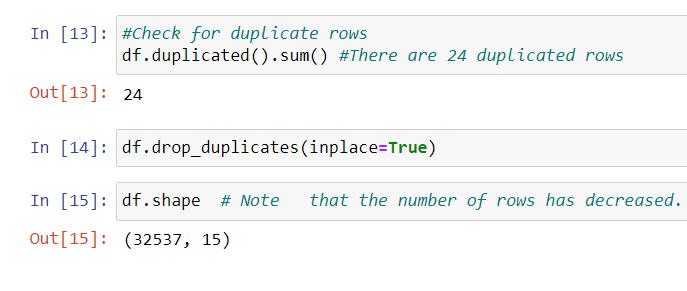 In [13]: #Check for duplicate rows
df.duplicated().sum() #There are 24 duplicated rows
Out[13]: 24
In [14]: df.drop_duplicates(inplace=True)
In [15]: df.shape  # Note   that the number of rows has decreased.
Out[15]: (32537, 15)